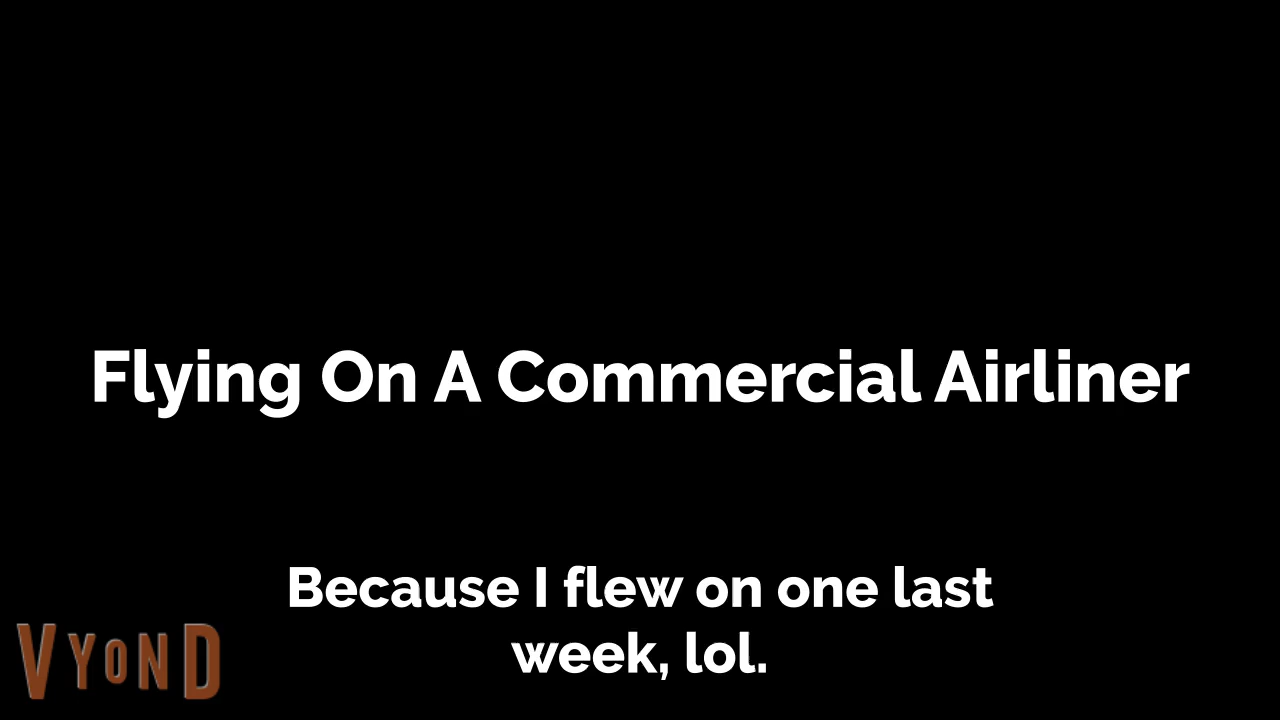 Flying On A Commercial Airliner
Because I flew on one last
week, lol.
VYOND